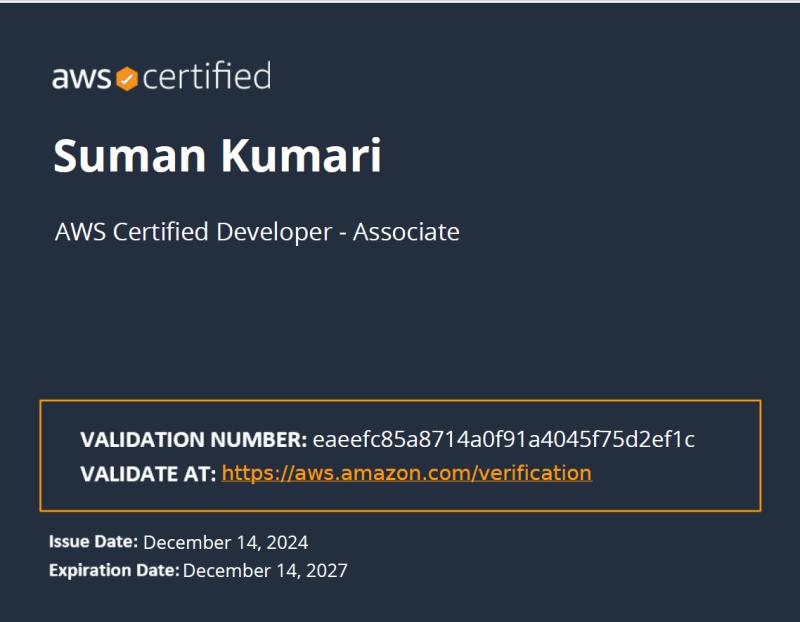 aws certified
Suman Kumari
AWS Certified Developer - Associate
VALIDATION NUMBER: eaeefc85a8714a0f91a4045f75d2ef1c
VALIDATE AT: https://aws.amazon.com/verification
Issue Date: December 14, 2024
Expiration Date: December 14, 2027